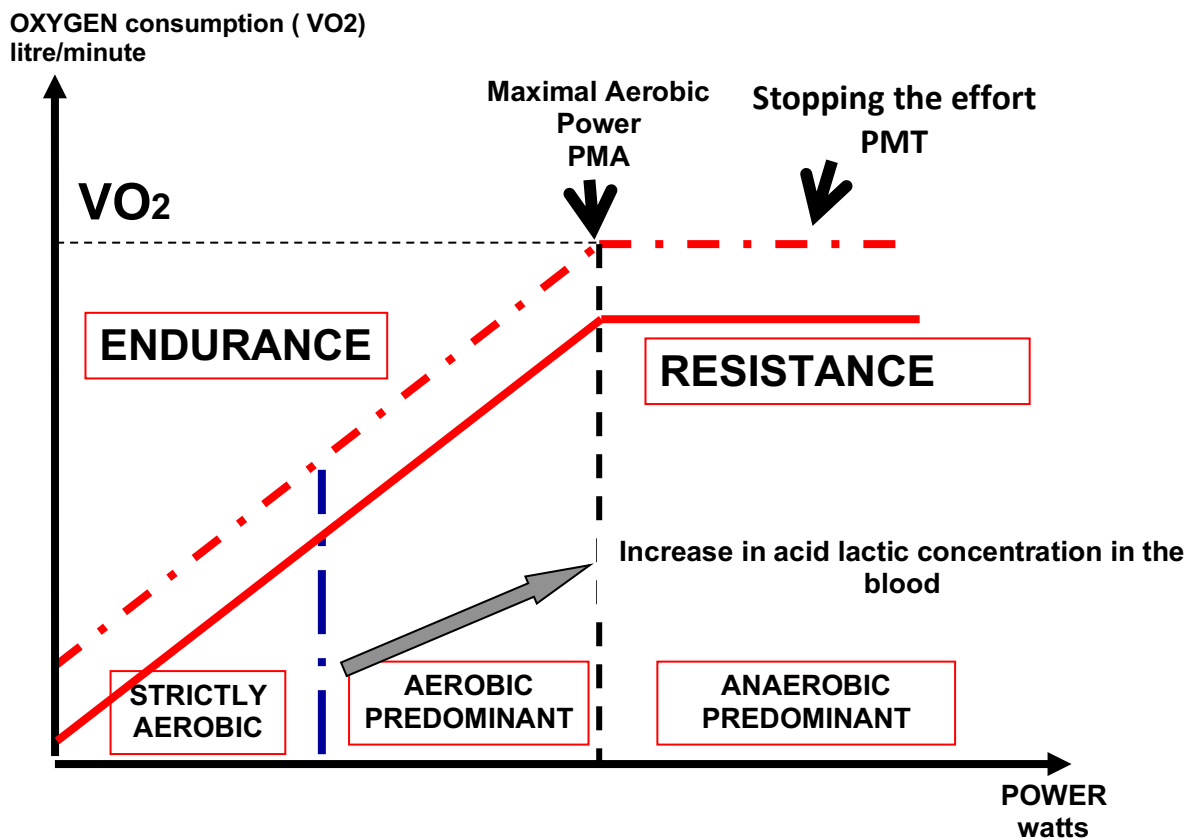 OXYGEN consumption ( VO2)
litre/minute
Maximal Aerobic
Power
PMA
Stopping the effort
PMT
VO2
ENDURANCE
RESISTANCE
Increase in acid lactic concentration in the
blood
STRICTLY
AEROBIC
AEROBIC
PREDOMINANT
ANAEROBIC
PREDOMINANT
POWER
watts